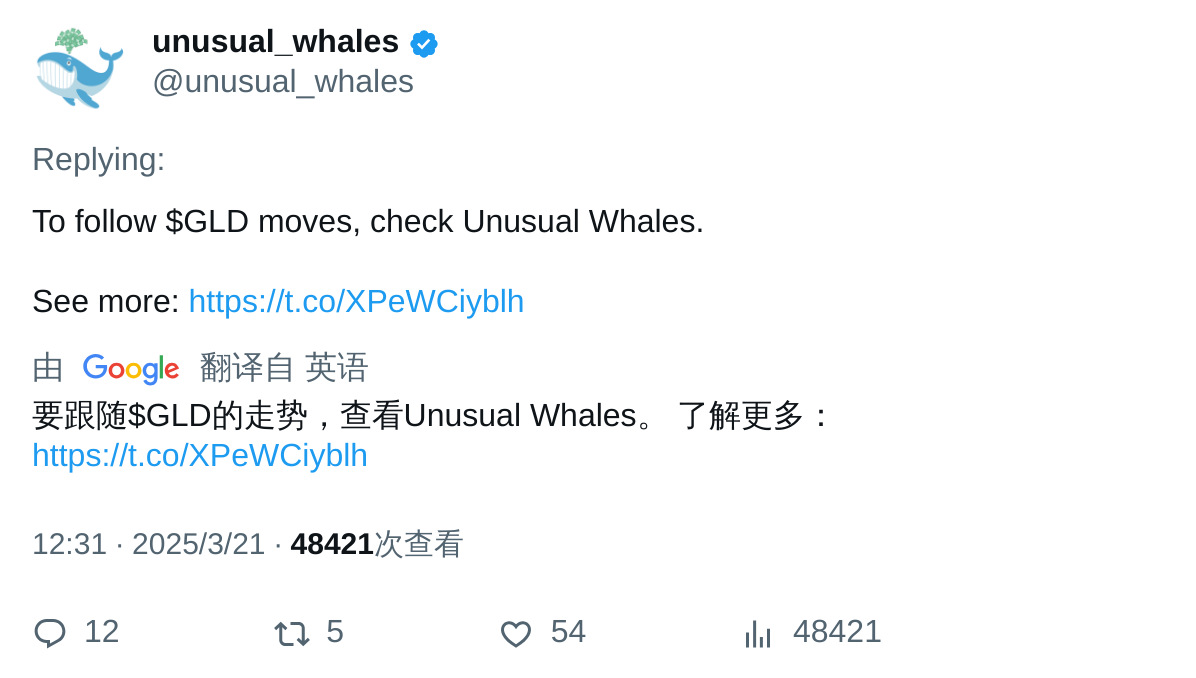 unusual_whales
@unusual_whales
Replying:
To follow $GLD moves, check Unusual Whales.
See more: https://t.co/XPeWCiyblh
由 Google 翻译自 英语
要跟随$GLD的走势，查看Unusual Whales。 了解更多：
https://t.co/XPeWCiyblh
12:31 · 2025/3/21 · 48421次查看
12 5 54 48421